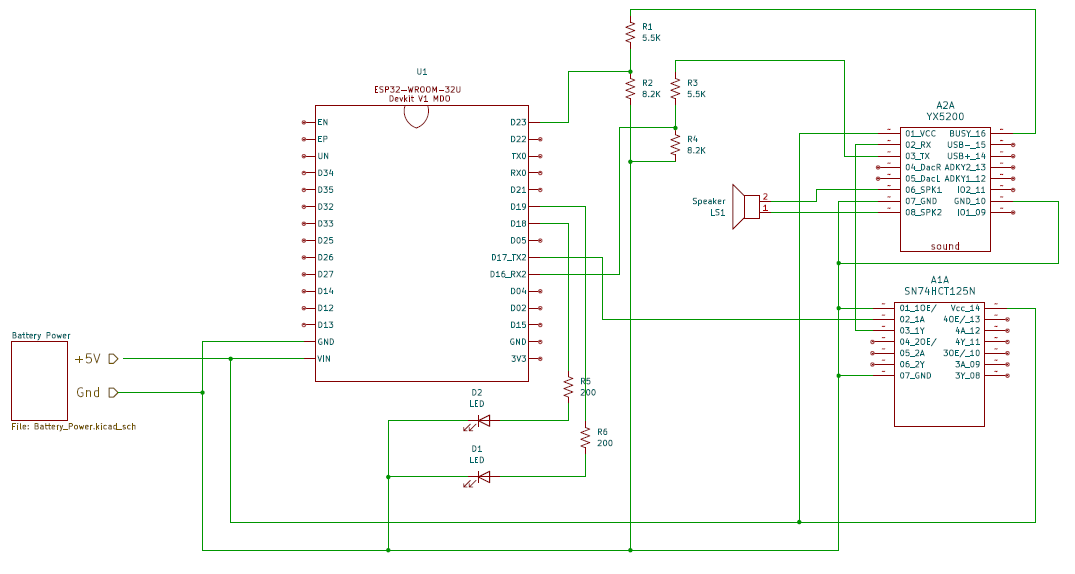 R1
5.5K
R2
8.2K
R3
5.5K
R4
8.2K
U1
ESP32-WROOM-32U
Devkit V1 MDO
EN
EP
UN
D34
D35
D32
D33
D25
D26
D27
D14
D12
D13
GND
VIN
D23
D22
TX0
RX0
D21
D19
D18
D05
D17_TX2
D16_RX2
D04
D02
D15
GND
3V3
A2A
YX5200
01_VCC
02_RX
03_TX
04_DacR
05_DacL
06_SPK1
07_GND
08_SPK2
BUSY_16
USB-_15
USB+_14
ADKY2_13
ADKY1_12
IO2_11
GND_10
IO1_09
sound
Speaker
LS1
2
1
A1A
SN74HCT125N
01_1OE/
02_1A
03_1Y
04_2OE/
05_2A
06_2Y
07_GND
Vcc_14
4OE/_13
4A_12
4Y_11
3OE/_10
3A_09
3Y_08
Battery Power
+5V
Gnd
File: Battery_Power.kicad_sch
D2
LED
D1
LED
R5
200
R6
200